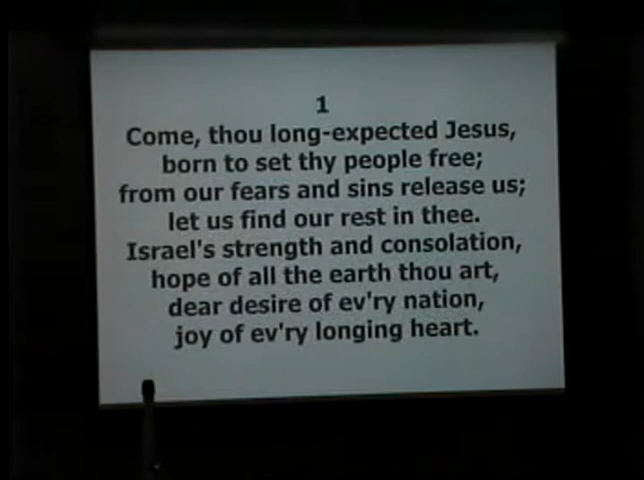 1
Come, thou long-expected Jesus,
born to set thy people free;
from our fears and sins release us;
let us find our rest in thee.
Israel's strength and consolation,
hope of all the earth thou art,
dear desire of ev'ry nation,
joy of ev'ry longing heart.